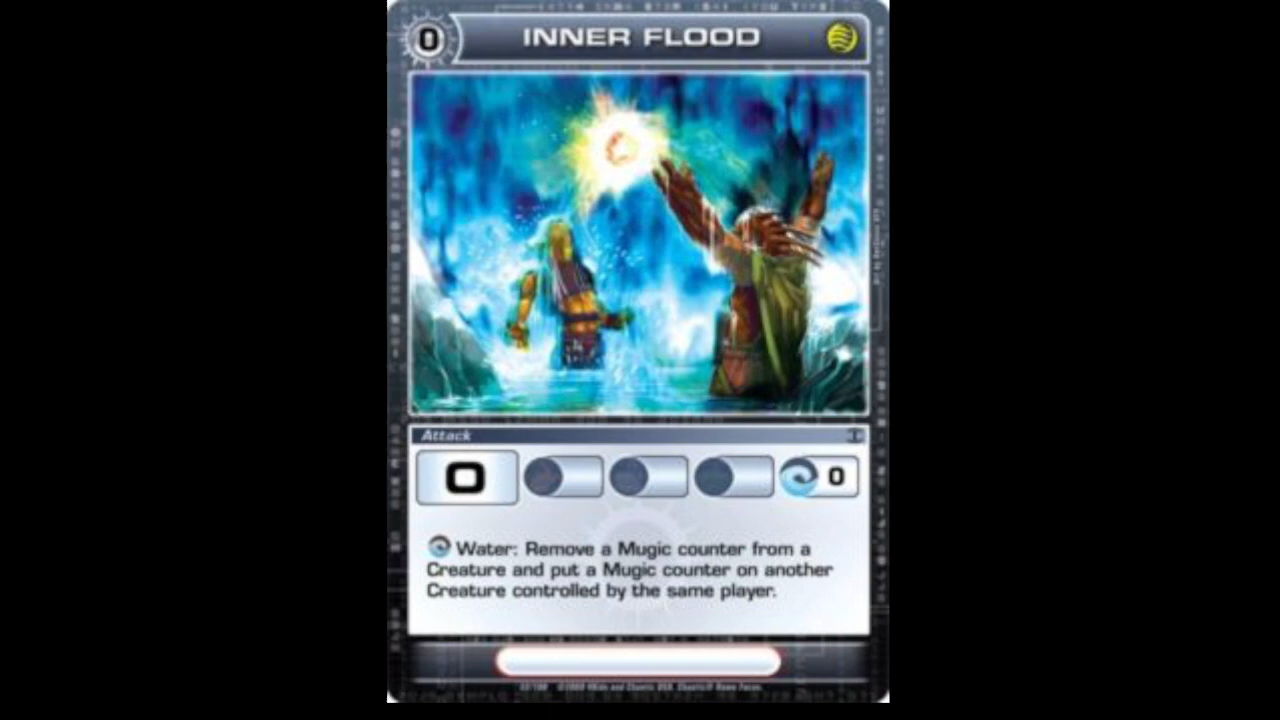 0
INNER FLOOD
Attack
0
0
Water: Remove a Mugic counter from a
Creature and put a Mugic counter on another
Creature controlled by the same player.